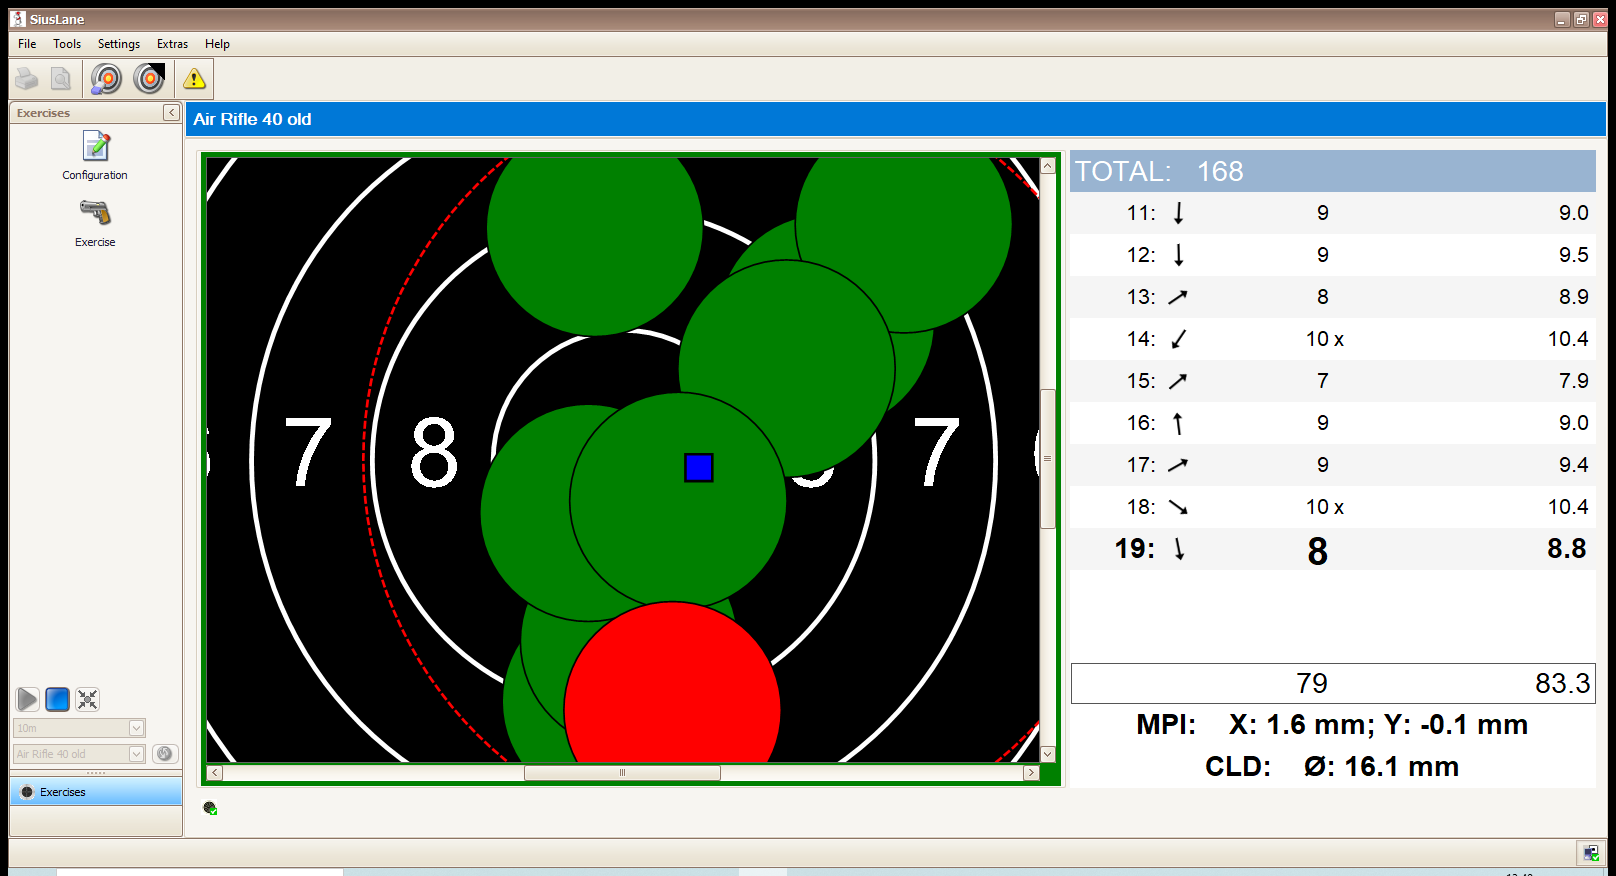 SiusLane
File Tools Settings Extras Help
Exercises
Configuration
Exercise
10m
Air Rifle 40 old
Exercises
Air Rifle 40 old
7 8 7
TOTAL: 168
11: 9 9.0
12: 9 9.5
13: 8 8.9
14: 10 x 10.4
15: 7 7.9
16: 9 9.0
17: 9 9.4
18: 10 x 10.4
19: 8 8.8
79 83.3
MPI: X: 1.6 mm; Y: -0.1 mm
CLD: Ø: 16.1 mm